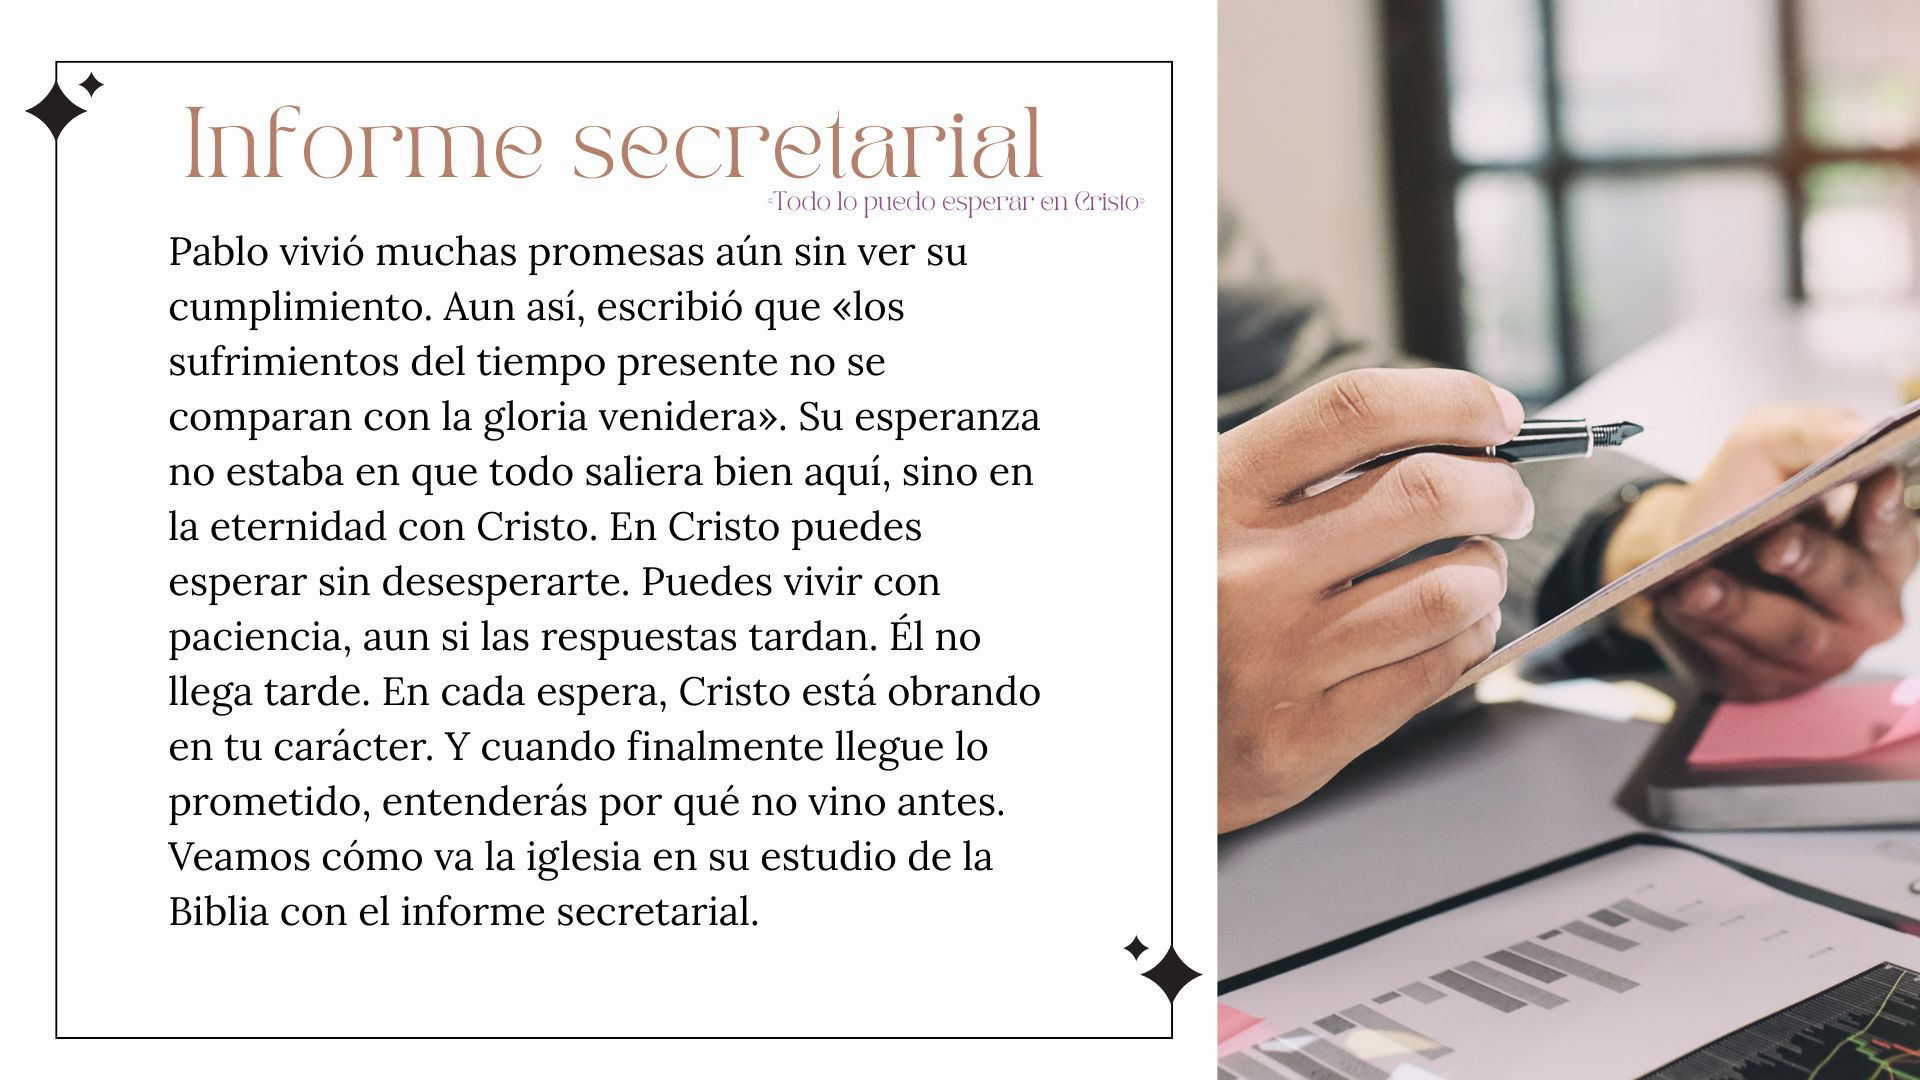 Informe secretarial
«Todo lo puedo esperar en Cristo»
Pablo vivió muchas promesas aún sin ver su
cumplimiento. Aun así, escribió que «los
sufrimientos del tiempo presente no se
comparan con la gloria venidera». Su esperanza
no estaba en que todo saliera bien aquí, sino en
la eternidad con Cristo. En Cristo puedes
esperar sin desesperarte. Puedes vivir con
paciencia, aun si las respuestas tardan. Él no
llega tarde. En cada espera, Cristo está obrando
en tu carácter. Y cuando finalmente llegue lo
prometido, entenderás por qué no vino antes.
Veamos cómo va la iglesia en su estudio de la
Biblia con el informe secretarial.